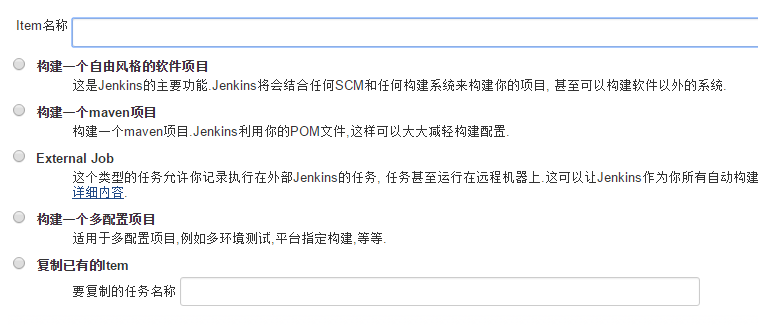 Item名称
构建一个自由风格的软件项目
这是Jenkins的主要功能.Jenkins将会结合任何SCM和任何构建系统来构建你的项目, 甚至可以构建软件以外的系统.
构建一个maven项目
构建一个maven项目.Jenkins利用你的POM文件,这样可以大大减轻构建配置.
External Job
这个类型的任务允许你记录执行在外部Jenkins的任务, 任务甚至运行在远程机器上.这可以让Jenkins作为你所有自动构建
详细内容.
构建一个多配置项目
适用于多配置项目,例如多环境测试,平台指定构建,等等.
复制已有的Item
要复制的任务名称